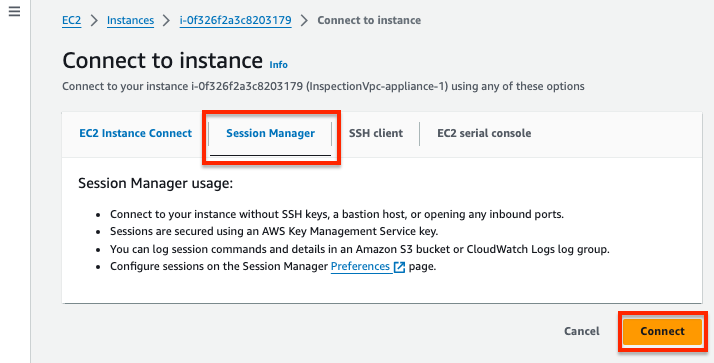 EC2 > Instances > i-0f326f2a3c8203179 > Connect to instance
Connect to instance Info
Connect to your instance i-0f326f2a3c8203179 (InspectionVpc-appliance-1) using any of these options
EC2 Instance Connect Session Manager SSH client EC2 serial console
Session Manager usage:
• Connect to your instance without SSH keys, a bastion host, or opening any inbound ports.
• Sessions are secured using an AWS Key Management Service key.
• You can log session commands and details in an Amazon S3 bucket or CloudWatch Logs log group.
• Configure sessions on the Session Manager Preferences page.
Cancel Connect